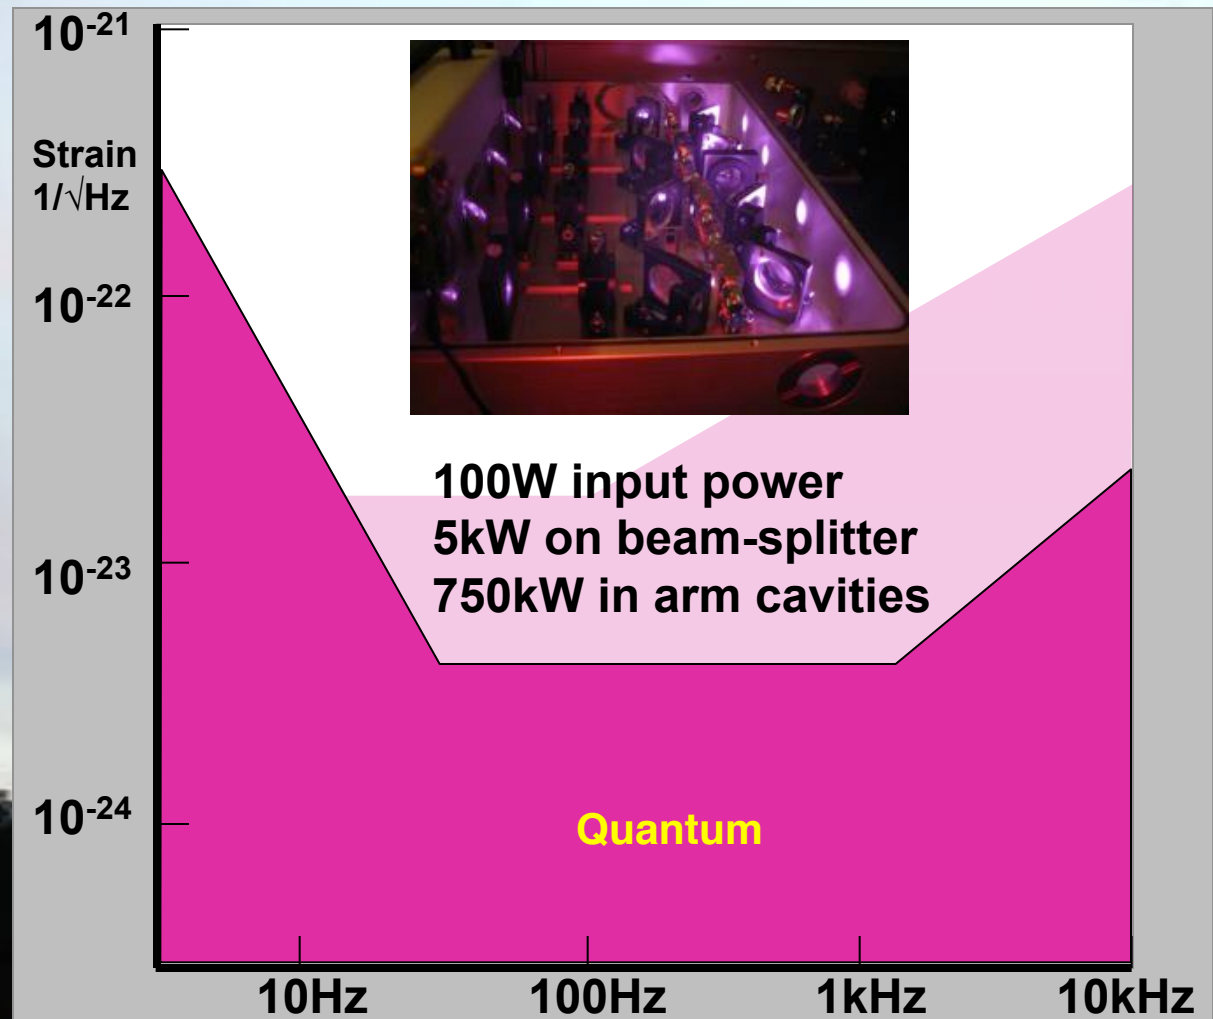 10⁻²¹
Strain
1/√Hz
10⁻²²
100W input power
5kW on beam-splitter
10⁻²³
750kW in arm cavities
10⁻²⁴
Quantum
10Hz 100Hz 1kHz 10kHz